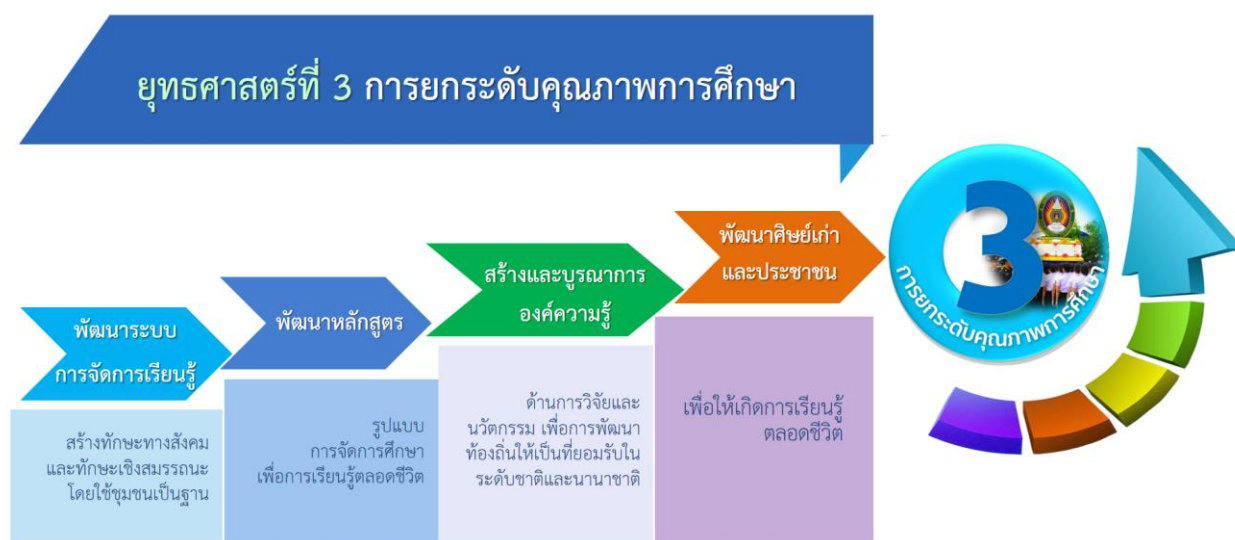 ยุทธศาสตร์ที่ 3 การยกระดับคุณภาพการศึกษา
พัฒนาระบบ
การจัดการเรียนรู้
สร้างทักษะทางสังคม
และทักษะเชิงสมรรถนะ
โดยใช้ชุมชนเป็นฐาน
พัฒนาหลักสูตร
รูปแบบ
การจัดการศึกษา
เพื่อการเรียนรู้ตลอดชีวิต
สร้างและบูรณาการ
องค์ความรู้
ด้านการวิจัยและ
นวัตกรรม เพื่อการพัฒนา
ท้องถิ่นให้เป็นที่ยอมรับใน
ระดับชาติและนานาชาติ
พัฒนาศิษย์เก่า
และประชาชน
เพื่อให้เกิดการเรียนรู้
ตลอดชีวิต
3
การยกระดับคุณภาพการศึกษา